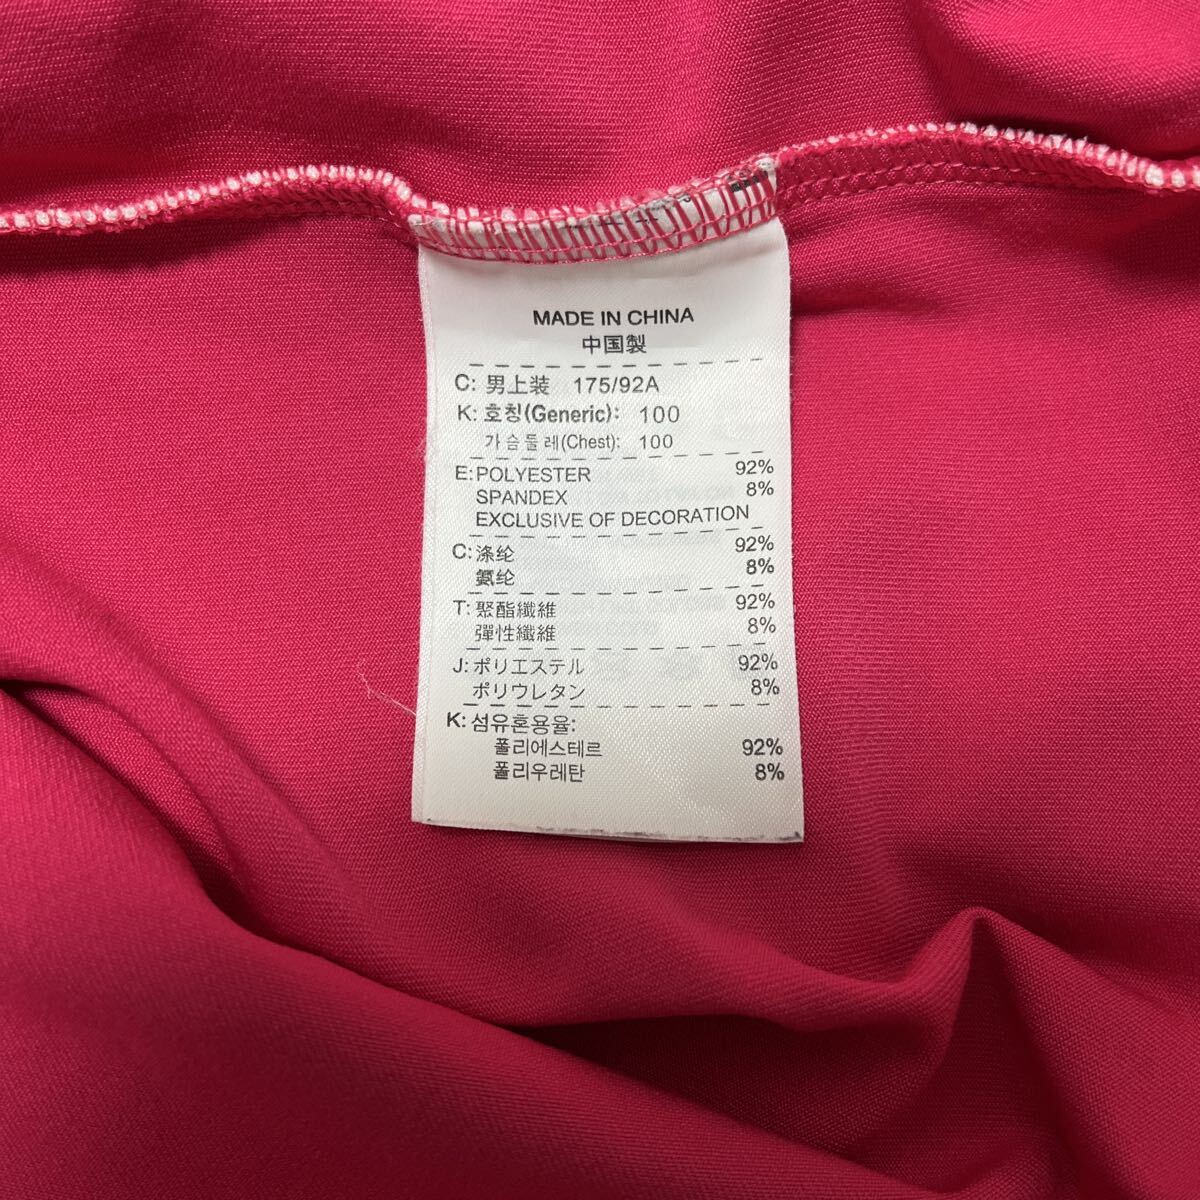 MADE IN CHINA
中国製
C: 男上装 175/92A
K: 호칭(Generic): 100
가슴둘레(Chest): 100
E: POLYESTER 92%
SPANDEX 8%
EXCLUSIVE OF DECORATION
C: 涤纶 92%
氨纶 8%
T: 聚酯纖維 92%
彈性纖維 8%
J: ポリエステル 92%
ポリウレタン 8%
K: 섬유혼용율:
폴리에스테르 92%
폴리우레탄 8%